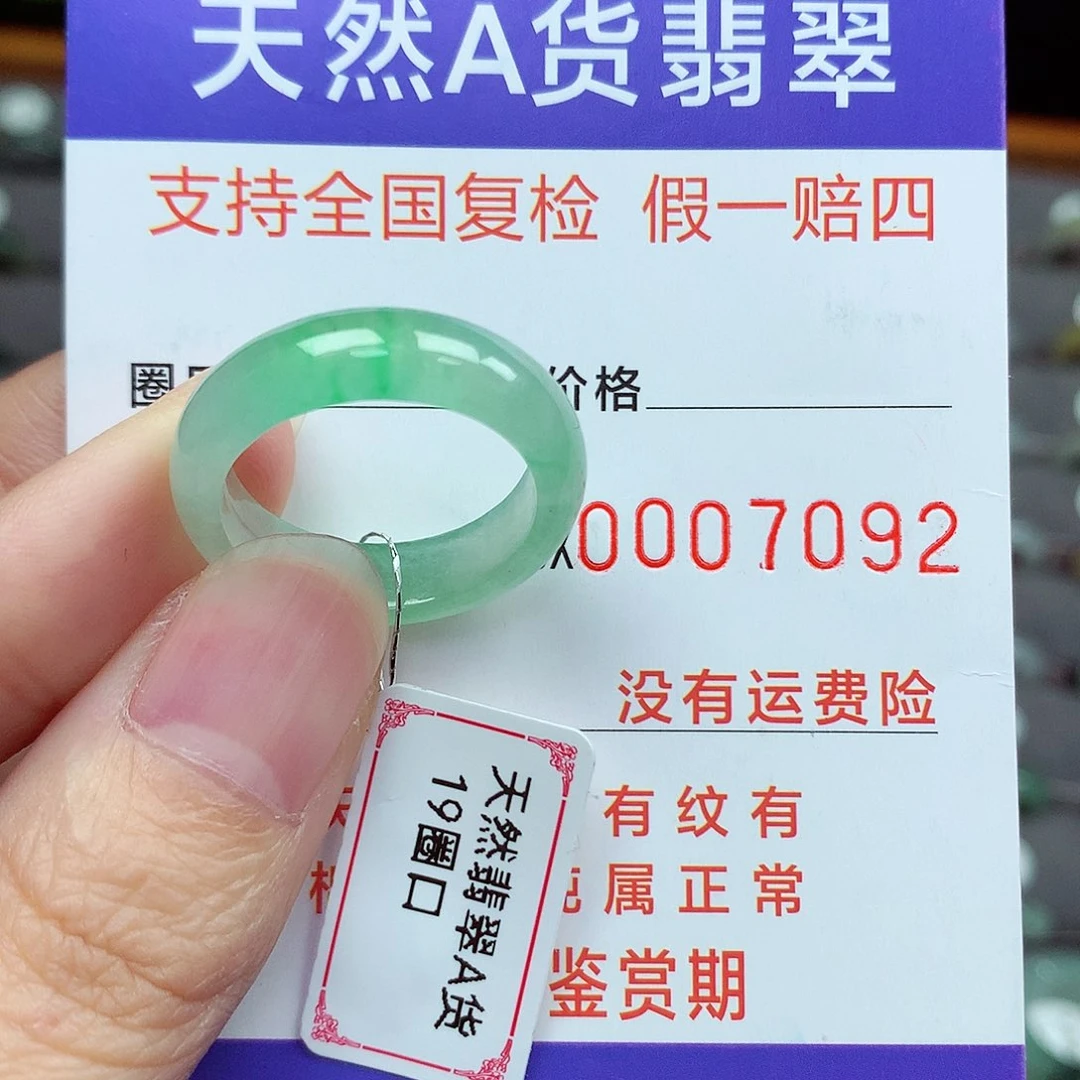 天然A货翡翠
支持全国复检 假一赔四
圈 价格
X0007092
没有运费险
有纹有
属正常
鉴赏期
天然翡翠A货
19圈口